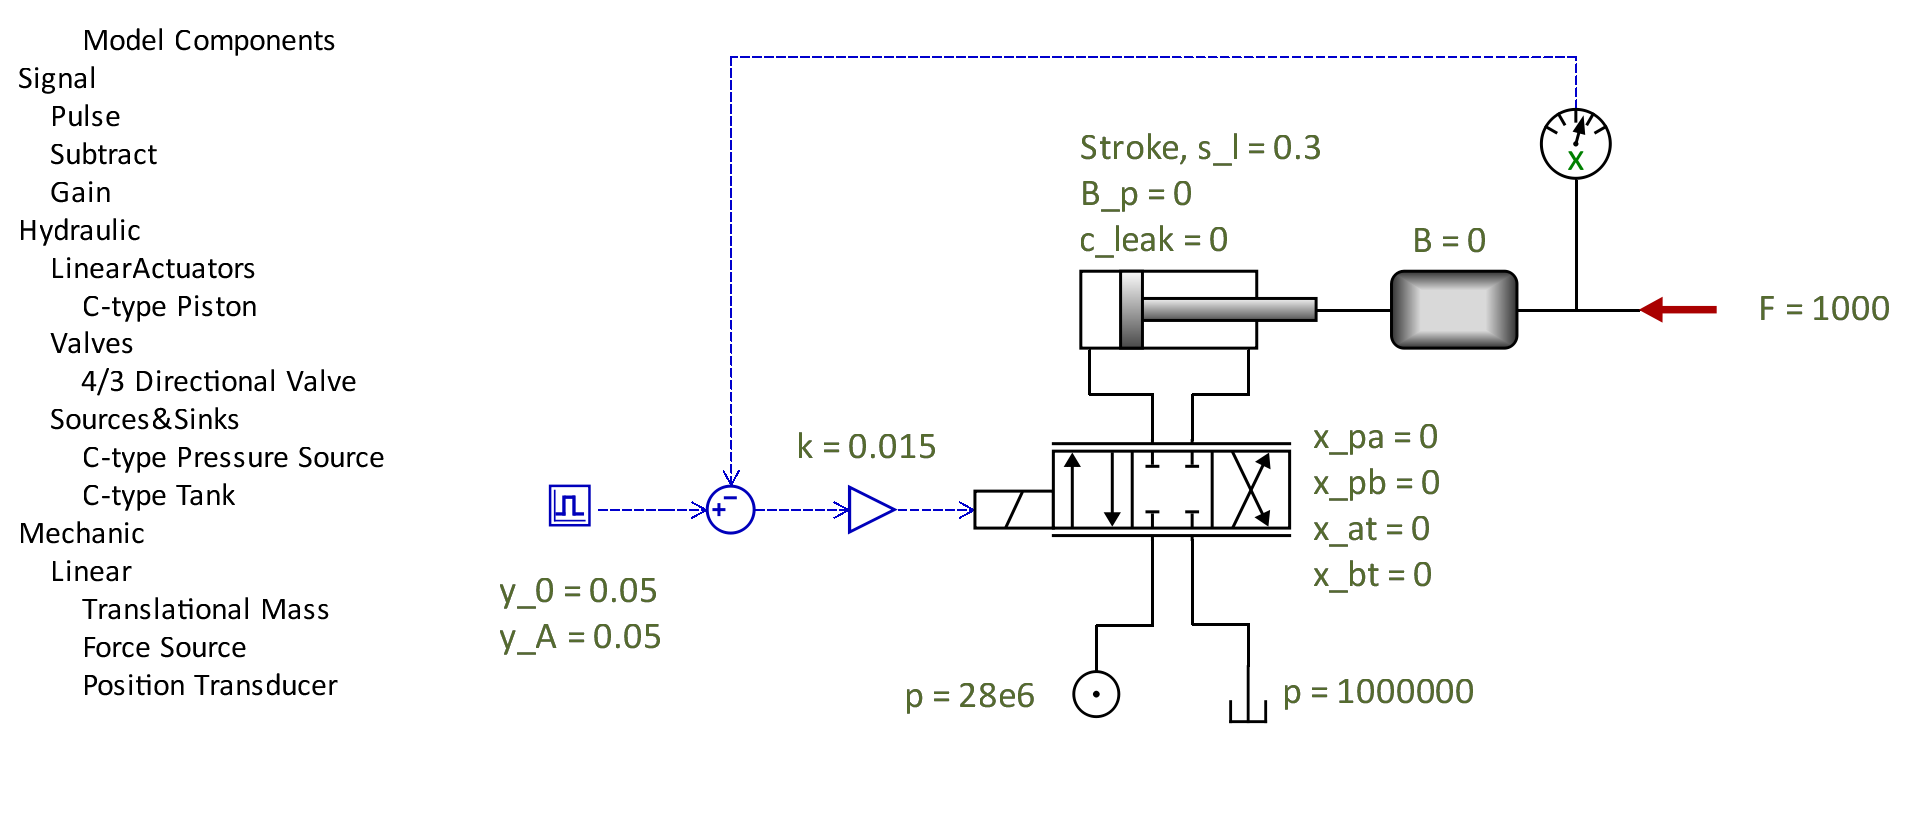 Model Components
Signal
Pulse
Subtract
Gain
Hydraulic
LinearActuators
C-type Piston
Valves
4/3 Directional Valve
Sources&Sinks
C-type Pressure Source
C-type Tank
Mechanic
Linear
Translational Mass
Force Source
Position Transducer
Stroke, s_l = 0.3
B_p = 0
c_leak = 0
x
B = 0
F = 1000
k = 0.015
x_pa = 0
x_pb = 0
x_at = 0
x_bt = 0
y_0 = 0.05
y_A = 0.05
p = 28e6
p = 1000000